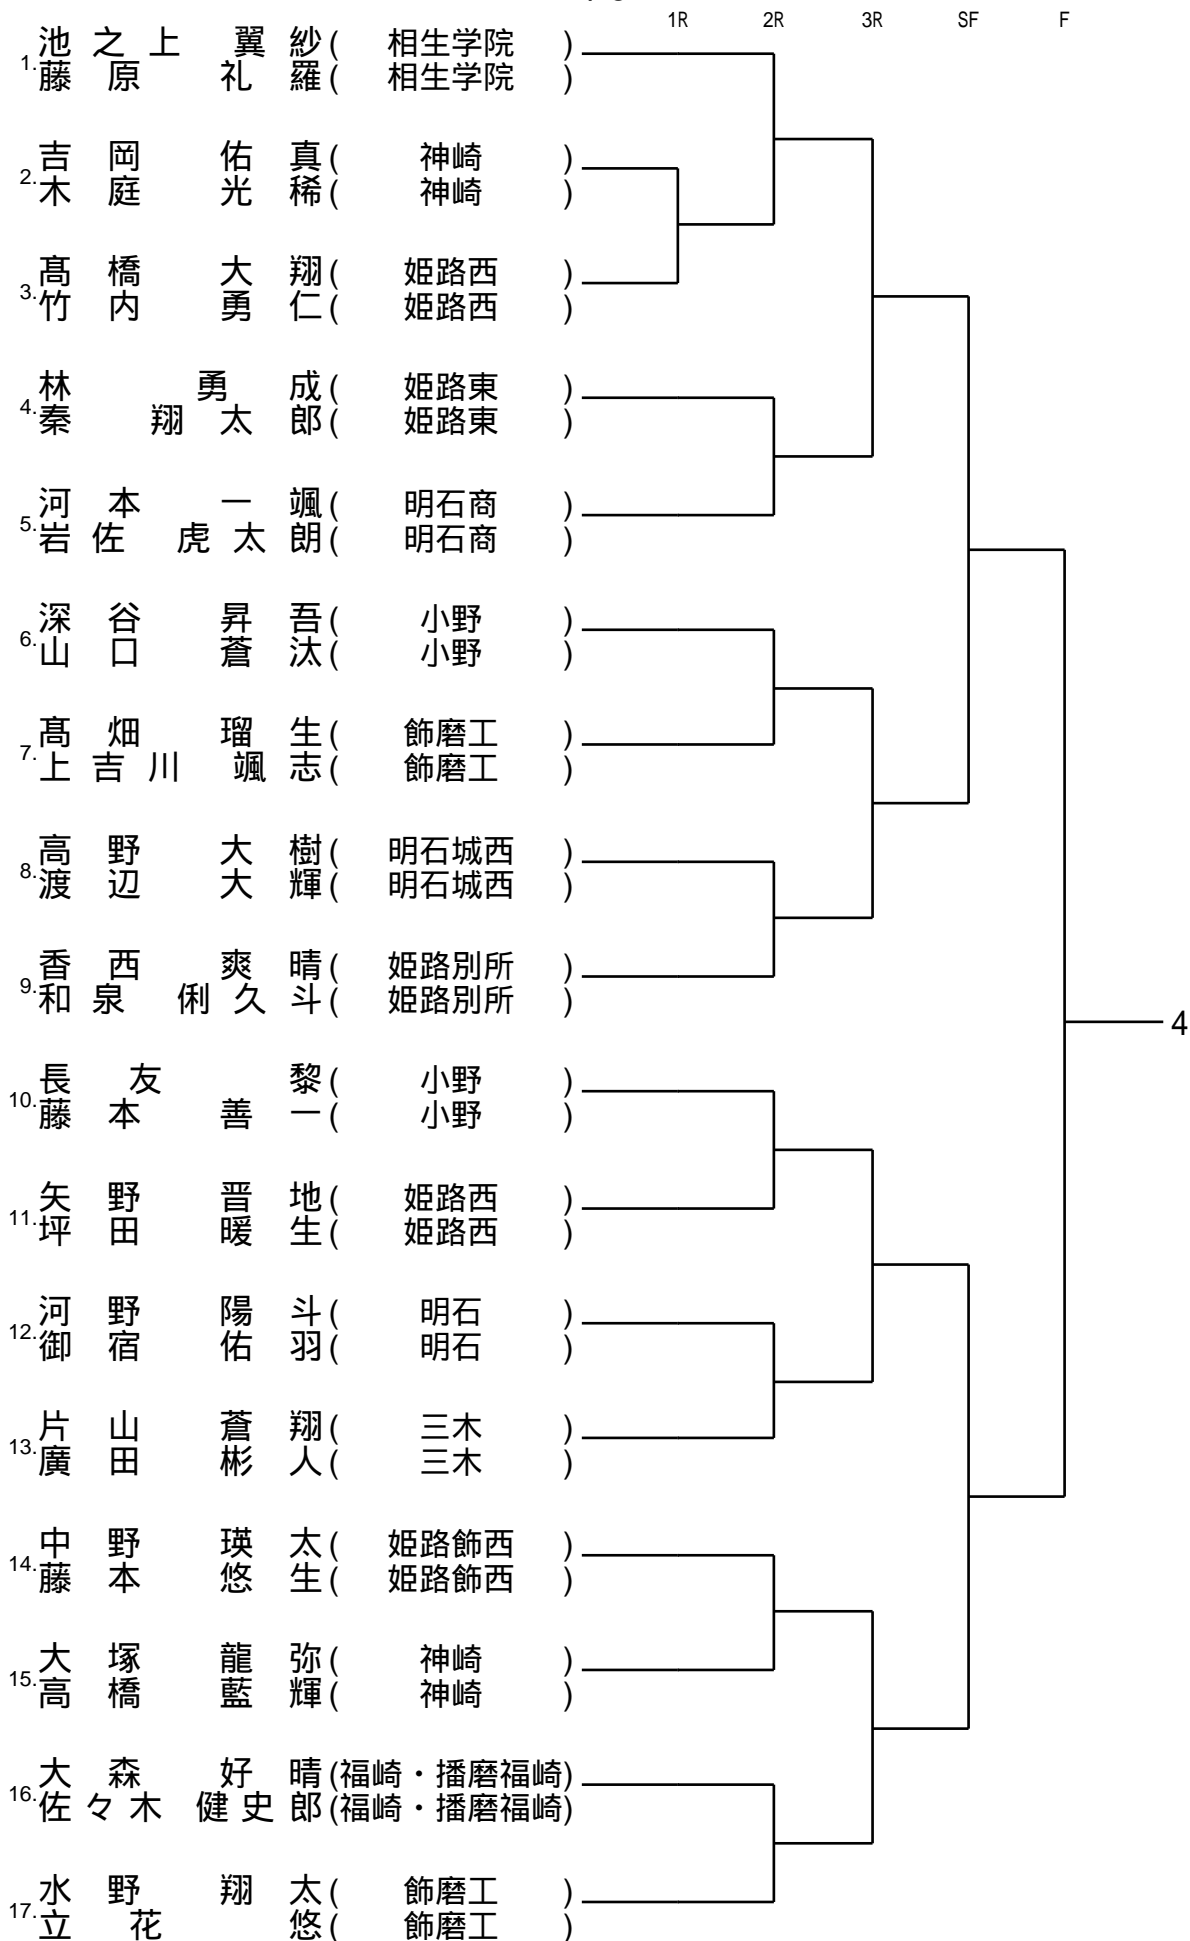 1R 2R 3R SF F
1. 池之上 翼紗( 相生学院 )
藤原 礼羅( 相生学院 )
2. 吉岡 佑真( 神崎 )
木庭 光稀( 神崎 )
3. 髙橋 大翔( 姫路西 )
竹内 勇仁( 姫路西 )
4. 林 勇成( 姫路東 )
秦 翔太郎( 姫路東 )
5. 河本 一颯( 明石商 )
岩佐 虎太朗( 明石商 )
6. 深谷 昇吾( 小野 )
山口 蒼汰( 小野 )
7. 髙畑 瑠生( 飾磨工 )
上吉川 颯志( 飾磨工 )
8. 高野 大樹( 明石城西 )
渡辺 大輝( 明石城西 )
9. 香西 爽晴( 姫路別所 )
和泉 俐久斗( 姫路別所 )
4
10. 長友 黎( 小野 )
藤本 善一( 小野 )
11. 矢野 晋地( 姫路西 )
坪田 暖生( 姫路西 )
12. 河野 陽斗( 明石 )
御宿 佑羽( 明石 )
13. 片山 蒼翔( 三木 )
廣田 彬人( 三木 )
14. 中野 瑛太( 姫路飾西 )
藤本 悠生( 姫路飾西 )
15. 大塚 龍弥( 神崎 )
高橋 藍輝( 神崎 )
16. 大森 好晴(福崎・播磨福崎)
佐々木 健史郎(福崎・播磨福崎)
17. 水野 翔太( 飾磨工 )
立花 悠( 飾磨工 )